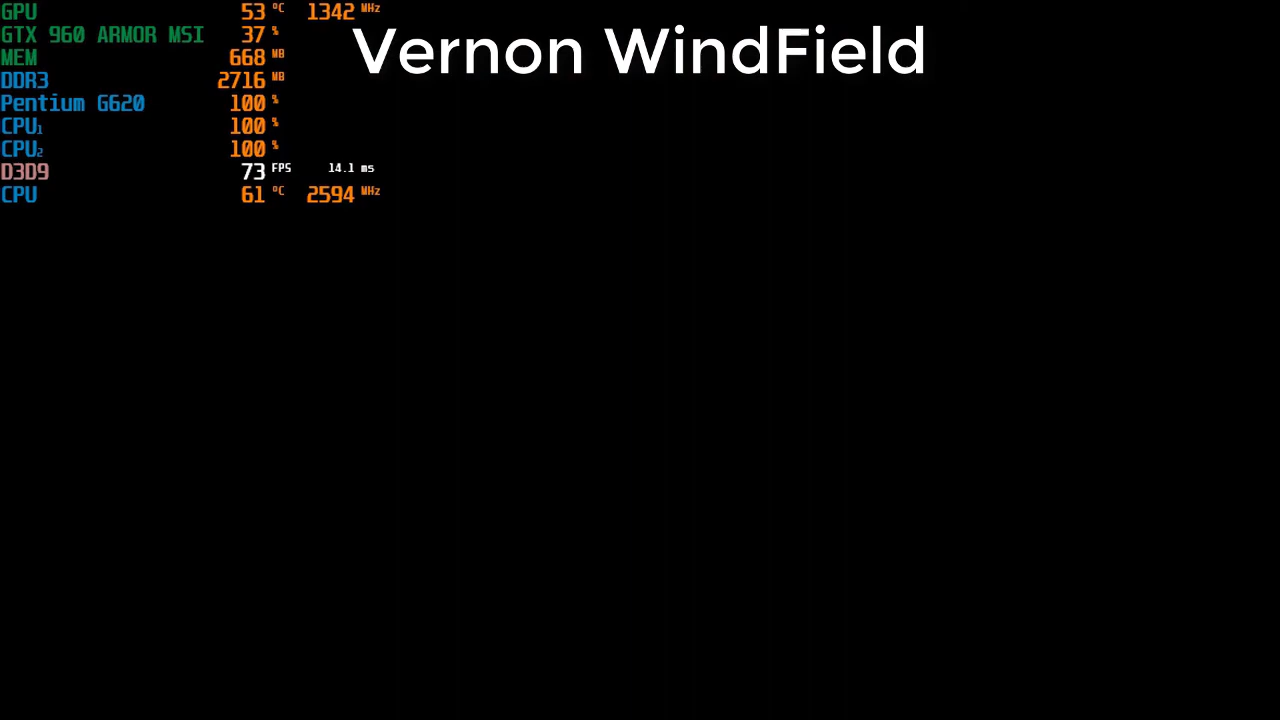 GPU 53 °C 1342 MHz
GTX 960 ARMOR MSI 37 %
Vernon WindField
MEM 668 MB
DDR3 2716 MB
Pentium G620 100 %
CPU1 100 %
CPU2 100 %
D3D9 73 FPS 14.1 ms
CPU 61 °C 2594 MHz